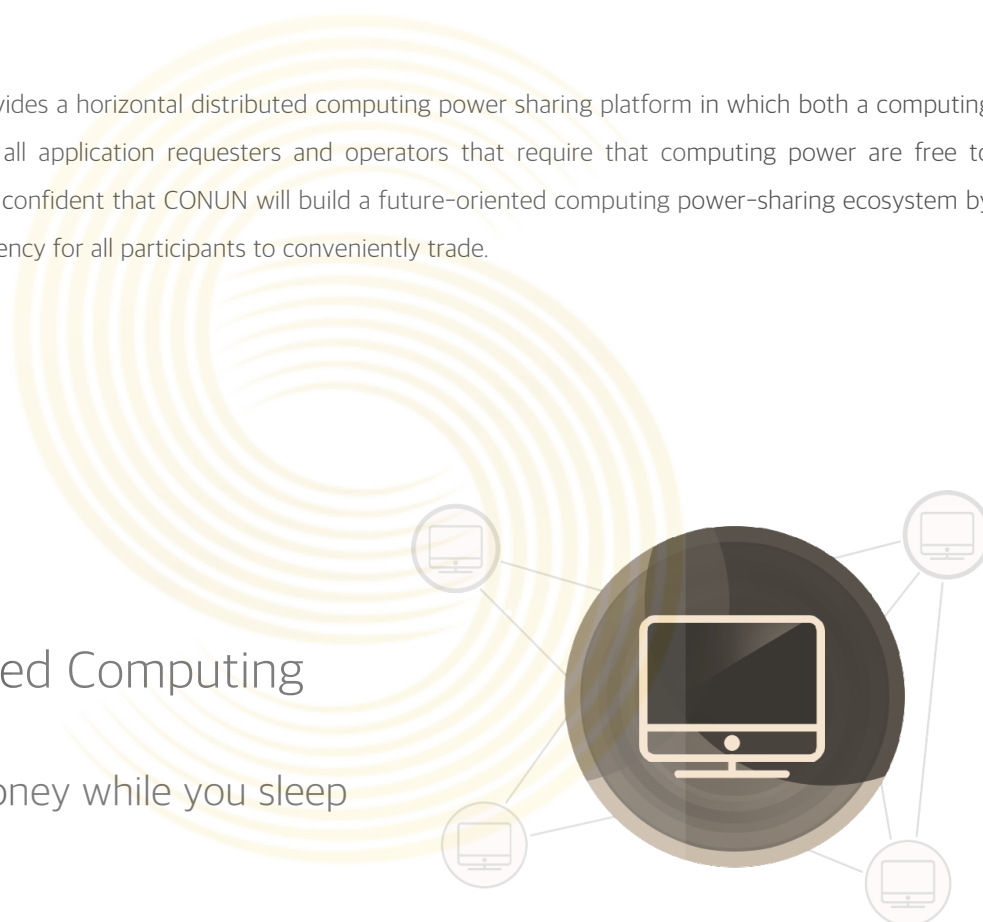 vides a horizontal distributed computing power sharing platform in which both a computing
all application requesters and operators that require that computing power are free to
confident that CONUN will build a future-oriented computing power-sharing ecosystem by
ency for all participants to conveniently trade.
ed Computing
oney while you sleep